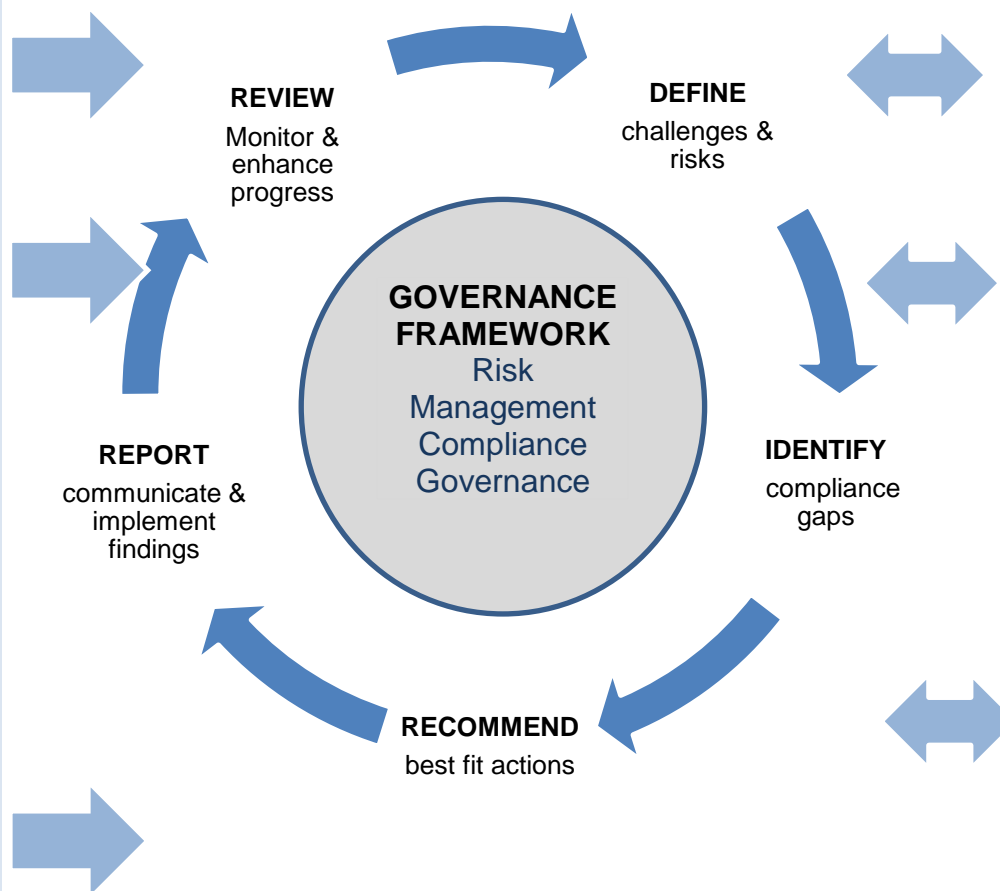 REVIEW
Monitor &
enhance
progress
DEFINE
challenges &
risks
GOVERNANCE
FRAMEWORK
Risk
Management
Compliance
Governance
IDENTIFY
compliance
gaps
REPORT
communicate &
implement
findings
RECOMMEND
best fit actions